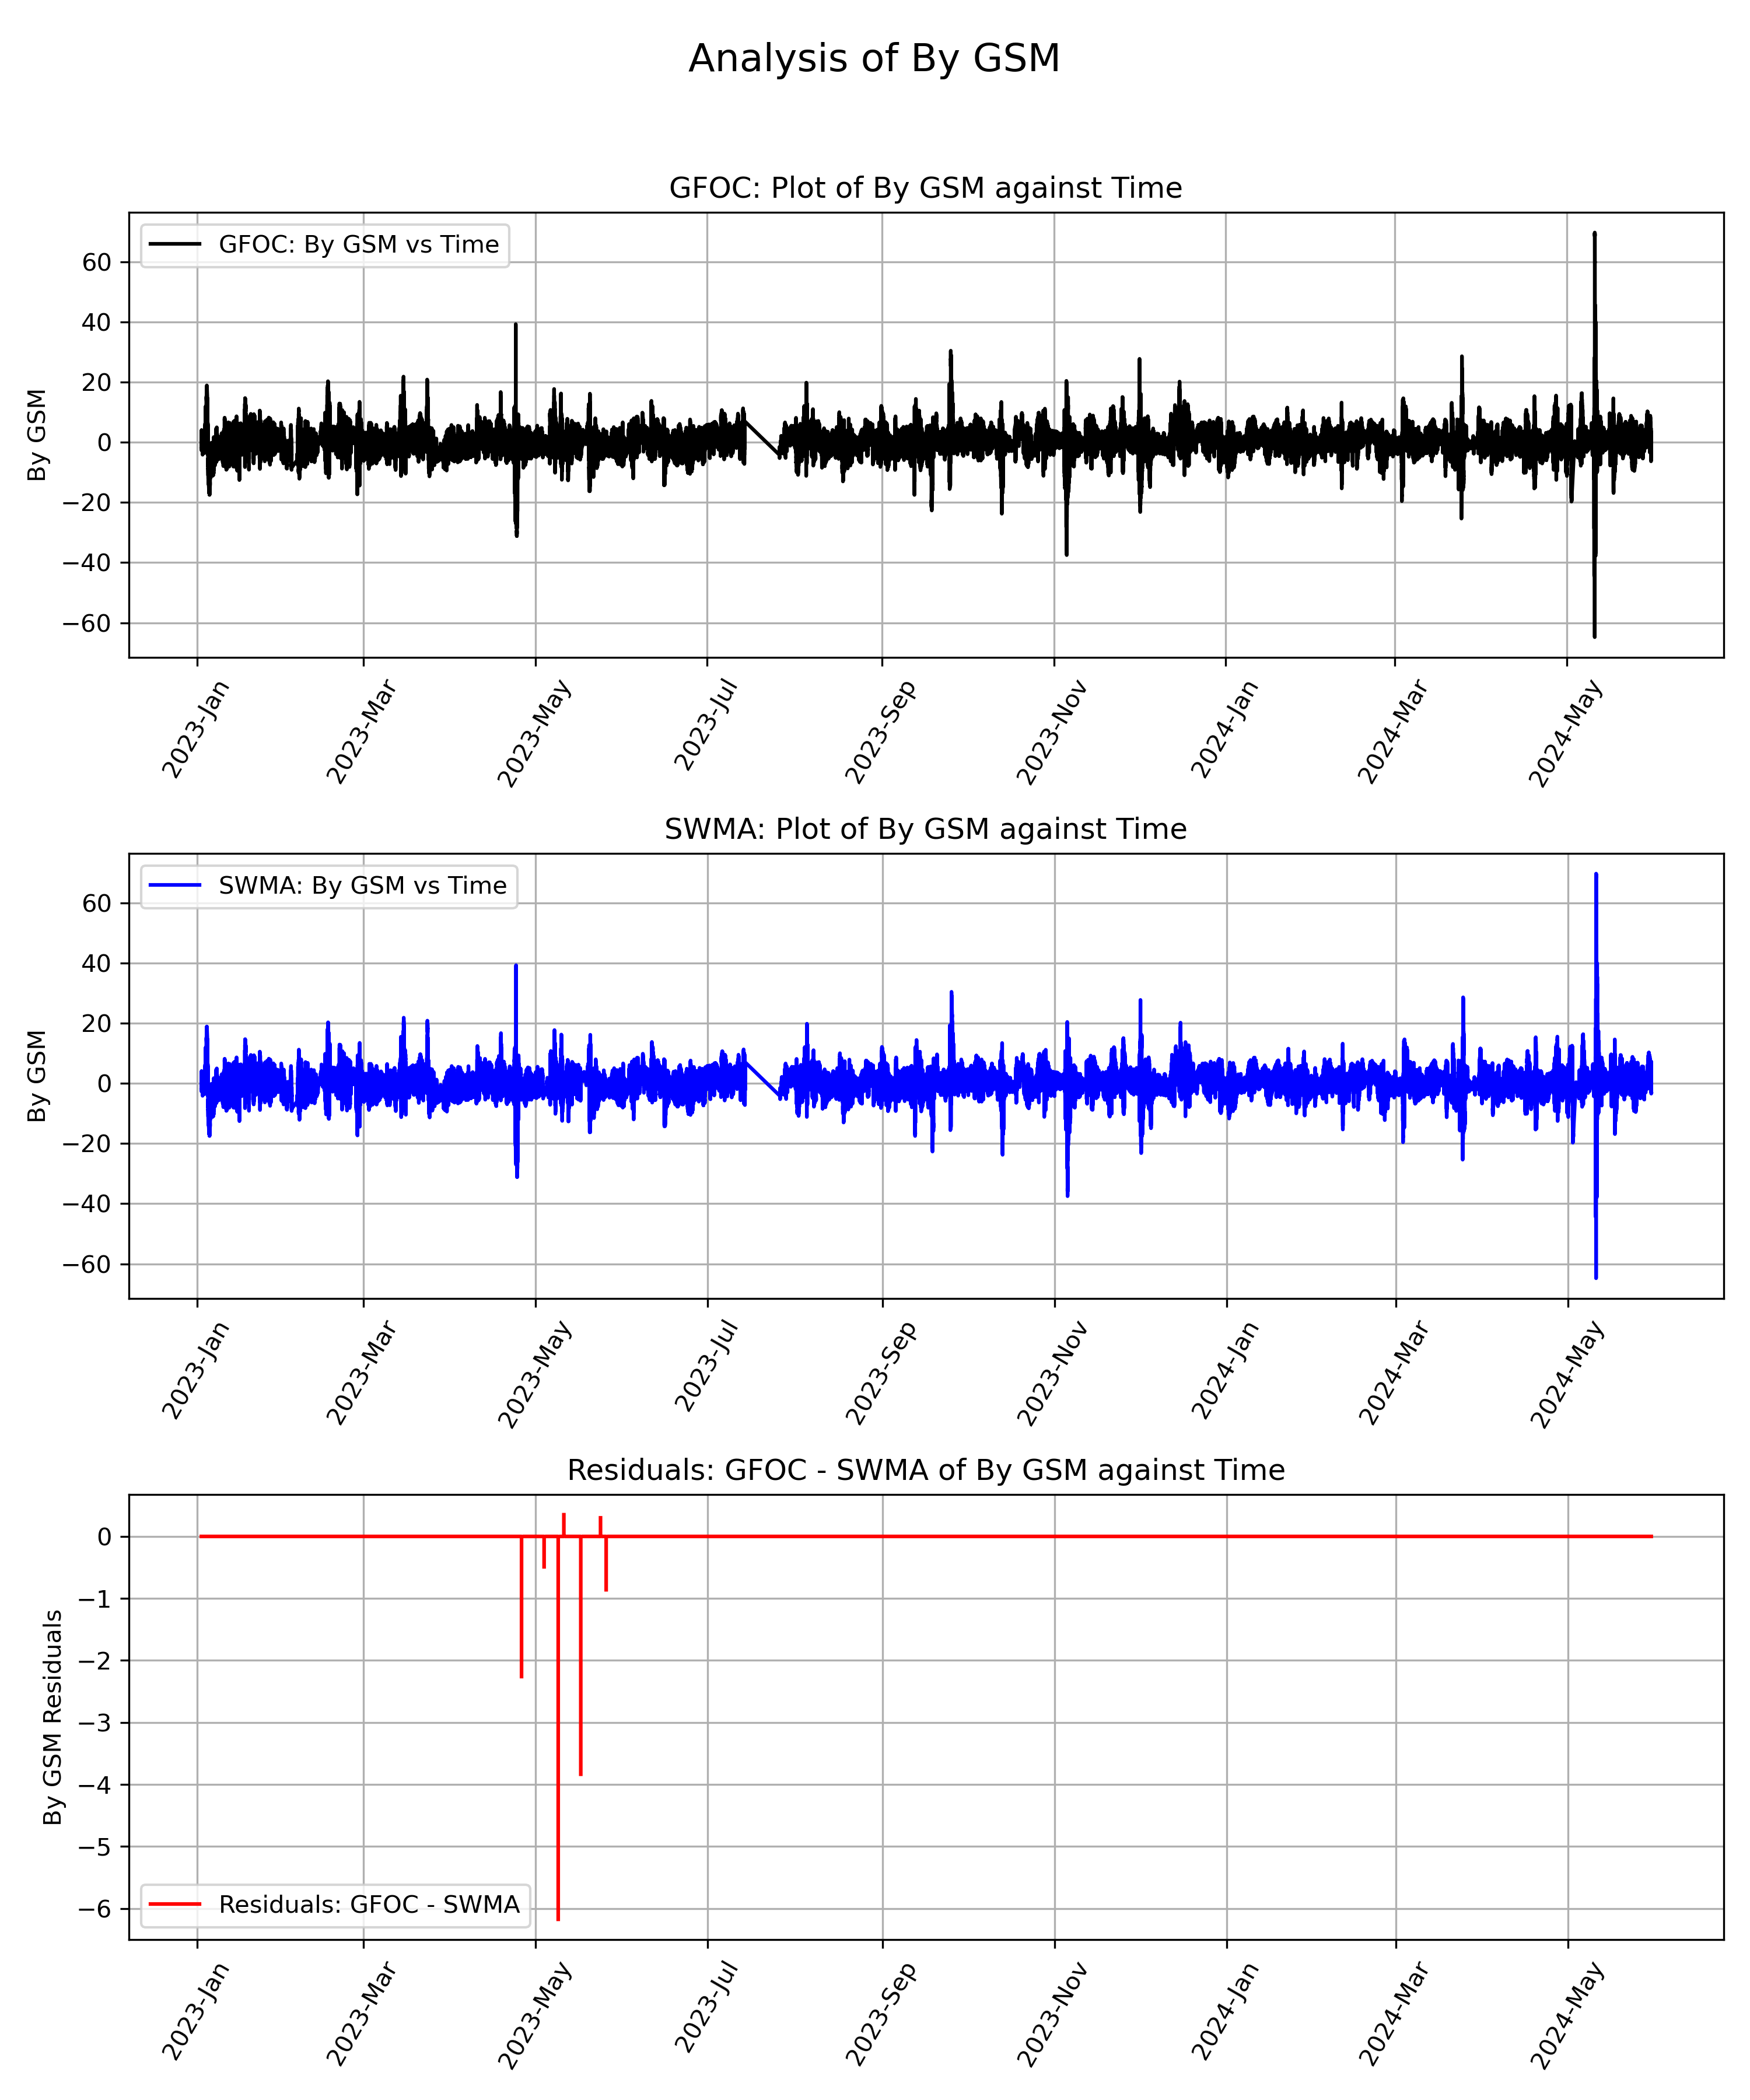 Analysis of By GSM
GFOC: Plot of By GSM against Time
GFOC: By GSM vs Time
By GSM
60
40
20
0
−20
−40
−60
2023-Jan
2023-Mar
2023-May
2023-Jul
2023-Sep
2023-Nov
2024-Jan
2024-Mar
2024-May
SWMA: Plot of By GSM against Time
SWMA: By GSM vs Time
By GSM
60
40
20
0
−20
−40
−60
2023-Jan
2023-Mar
2023-May
2023-Jul
2023-Sep
2023-Nov
2024-Jan
2024-Mar
2024-May
Residuals: GFOC - SWMA of By GSM against Time
By GSM Residuals
0
−1
−2
−3
−4
−5
−6
Residuals: GFOC - SWMA
2023-Jan
2023-Mar
2023-May
2023-Jul
2023-Sep
2023-Nov
2024-Jan
2024-Mar
2024-May